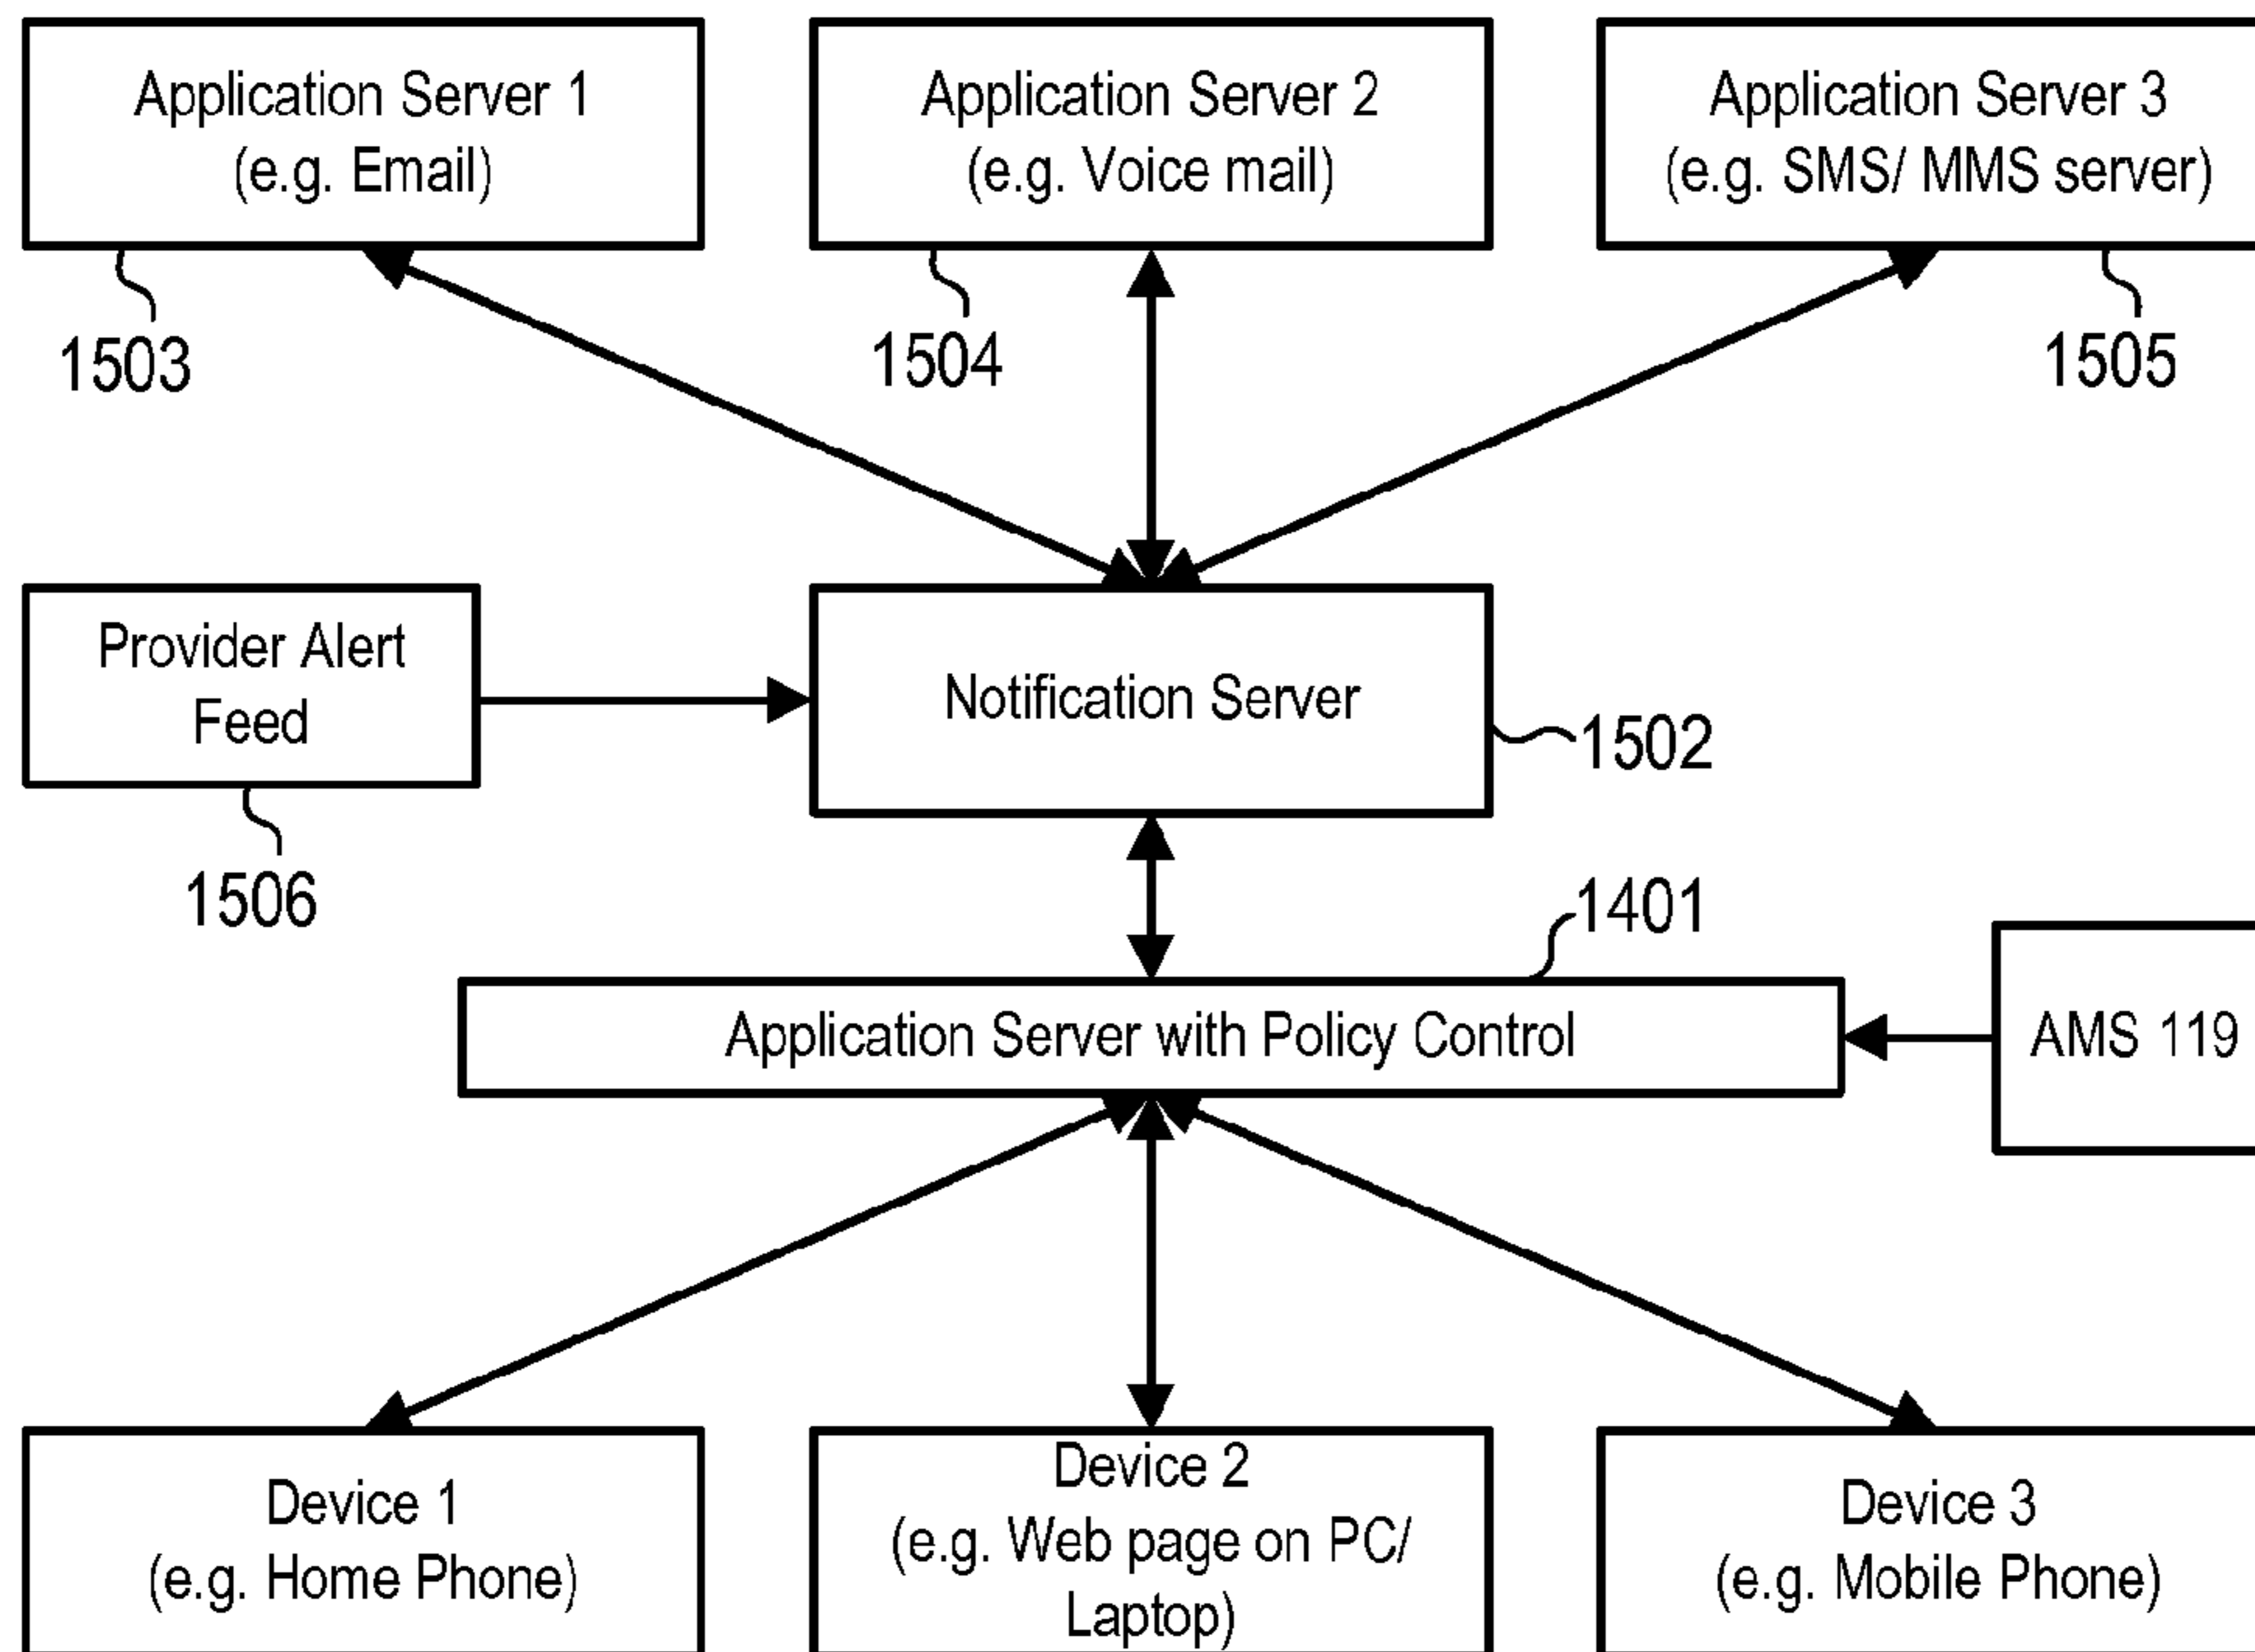 Application Server 1
(e.g. Email)
Application Server 2
(e.g. Voice mail)
Application Server 3
(e.g. SMS/ MMS server)
1503
1504
1505
Provider Alert
Feed
Notification Server
1502
1506
1401
Application Server with Policy Control
AMS 119
Device 1
(e.g. Home Phone)
Device 2
(e.g. Web page on PC/
Laptop)
Device 3
(e.g. Mobile Phone)